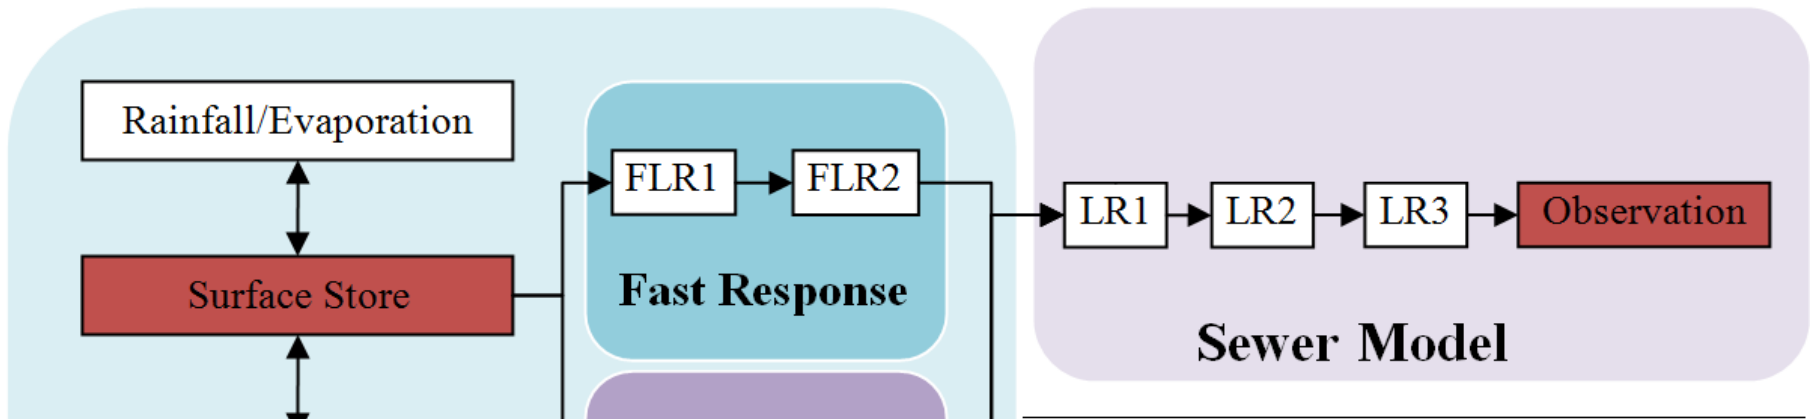 Rainfall/Evaporation
Surface Store
FLR1
FLR2
Fast Response
LR1
LR2
LR3
Observation
Sewer Model